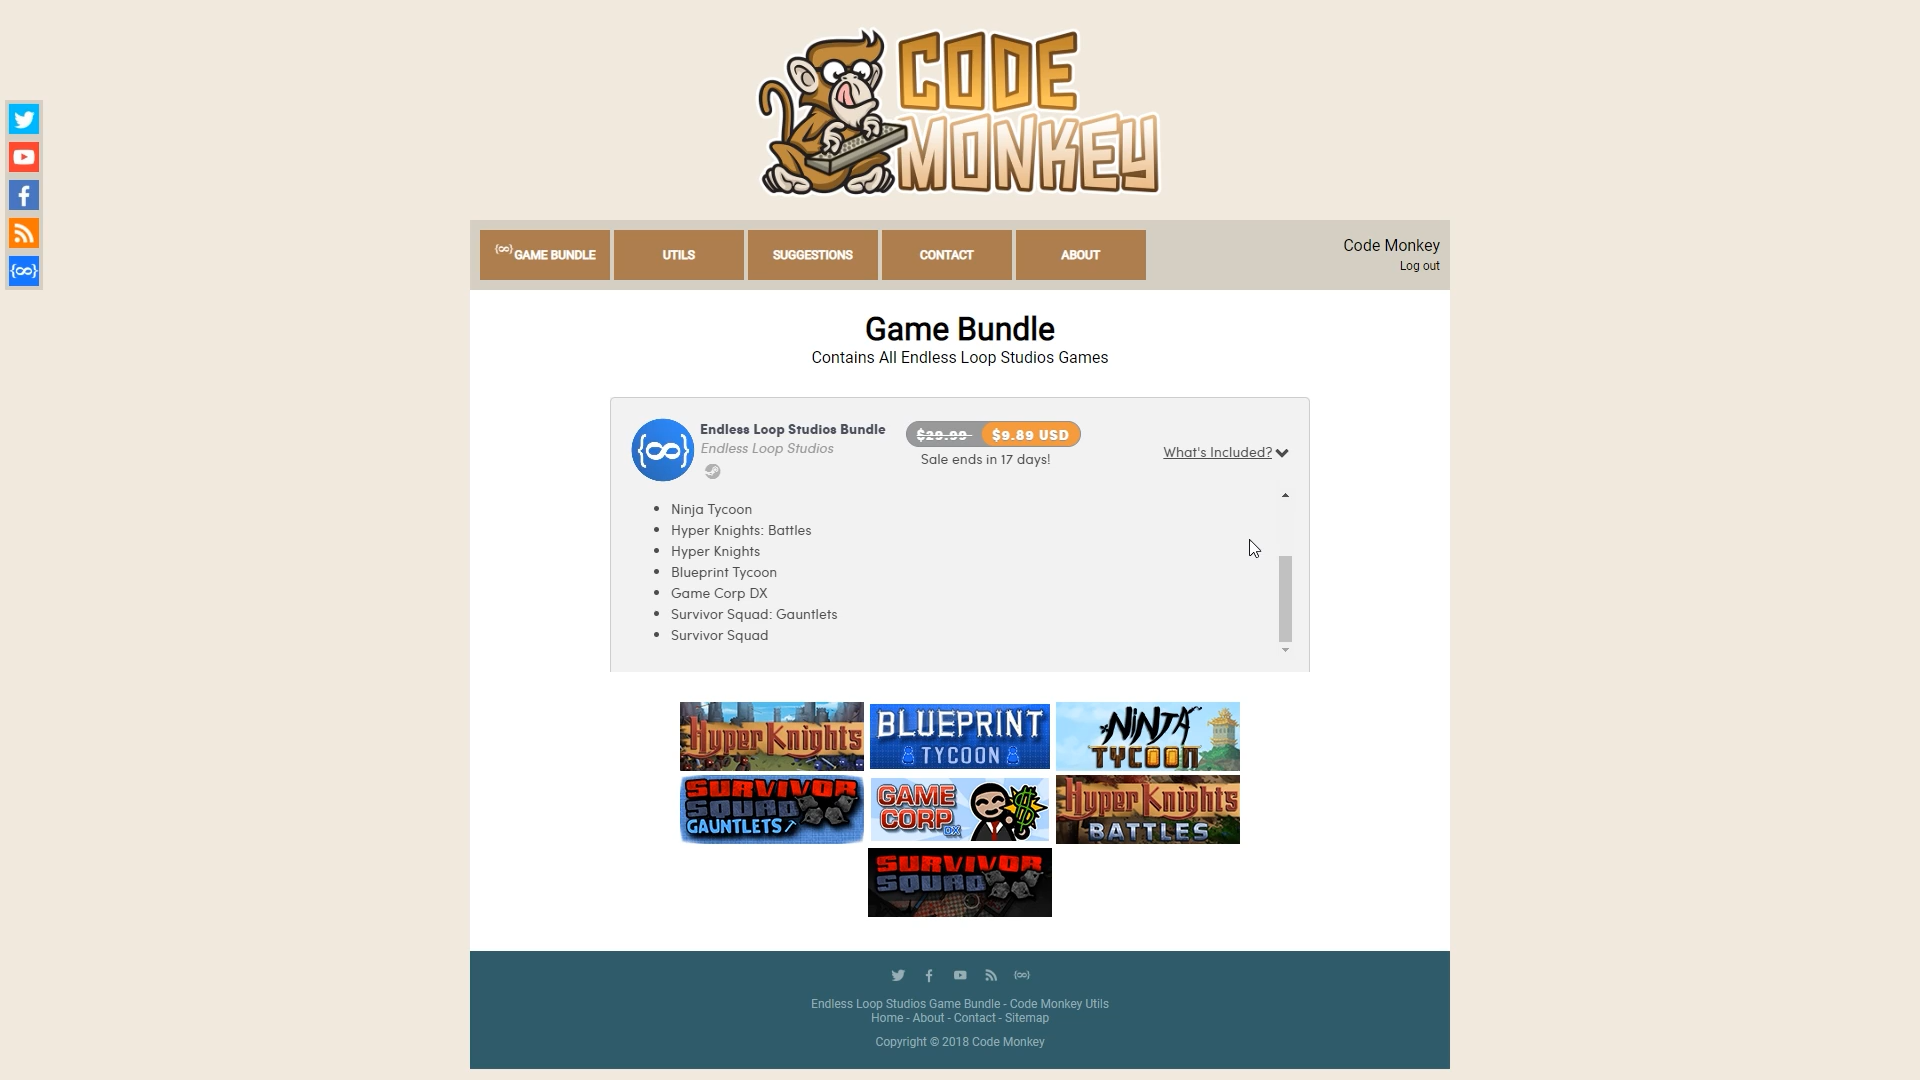 CODE
MONKEY
{∞} GAME BUNDLE
UTILS
SUGGESTIONS
CONTACT
ABOUT
Code Monkey
Log out
Game Bundle
Contains All Endless Loop Studios Games
Endless Loop Studios Bundle
Endless Loop Studios
$29.99
$9.89 USD
Sale ends in 17 days!
What's Included?
Ninja Tycoon
Hyper Knights: Battles
Hyper Knights
Blueprint Tycoon
Game Corp DX
Survivor Squad: Gauntlets
Survivor Squad
Hyper Knights
BLUEPRINT
TYCOON
NINJA
TYCOON
SURVIVOR
SQUAD
GAUNTLETS
GAME
CORP DX
Hyper Knights
BATTLES
SURVIVOR
SQUAD
Endless Loop Studios Game Bundle - Code Monkey Utils
Home - About - Contact - Sitemap
Copyright © 2018 Code Monkey